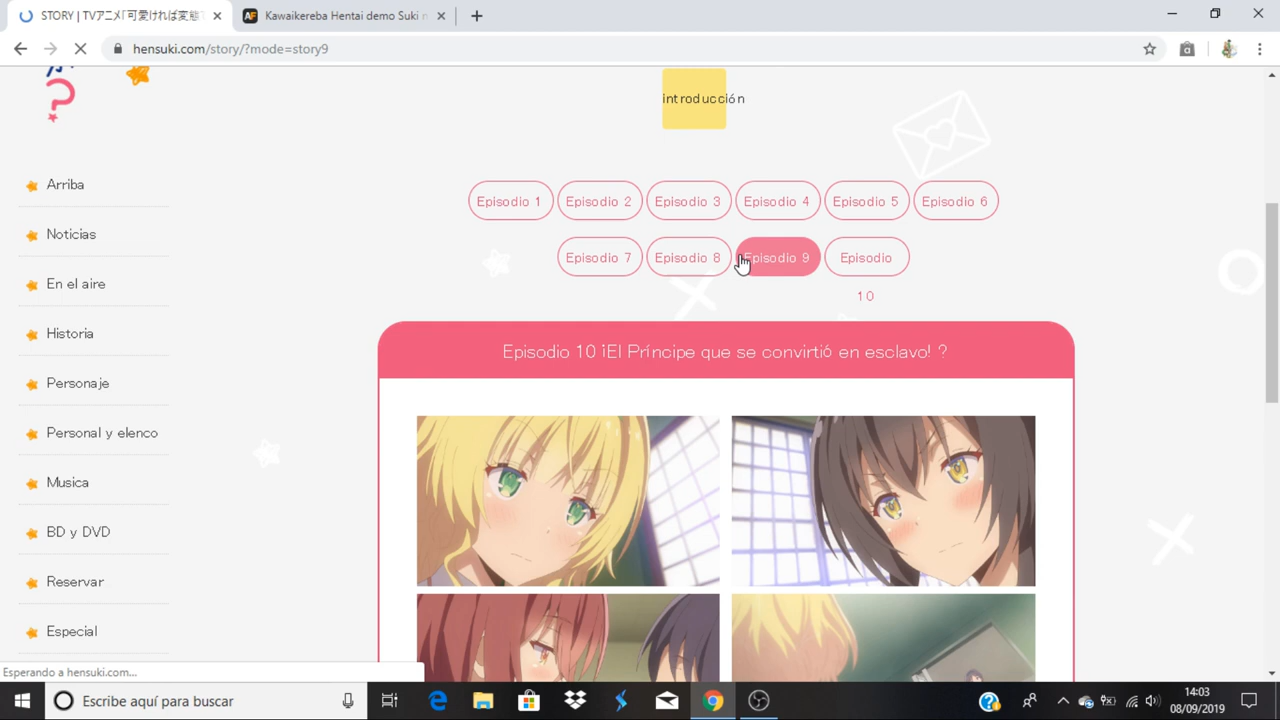 STORY | TVアニメ「可愛ければ変態で
Kawaikereba Hentai demo Suki n
hensuki.com/story/?mode=story9
introducción
Arriba
Noticias
En el aire
Historia
Personaje
Personal y elenco
Musica
BD y DVD
Reservar
Especial
Episodio 1
Episodio 2
Episodio 3
Episodio 4
Episodio 5
Episodio 6
Episodio 7
Episodio 8
Episodio 9
Episodio
10
Episodio 10 ¡El Príncipe que se convirtió en esclavo! ?
Esperando a hensuki.com...
Escribe aquí para buscar
14:03
08/09/2019